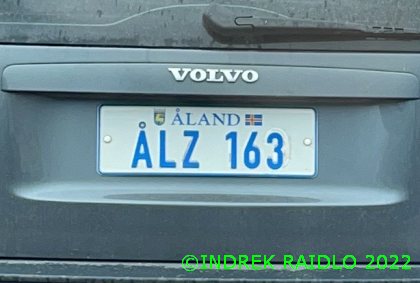 VOLVO
ÅLAND
ÅLZ 163
©INDREK RAIDLO 2022